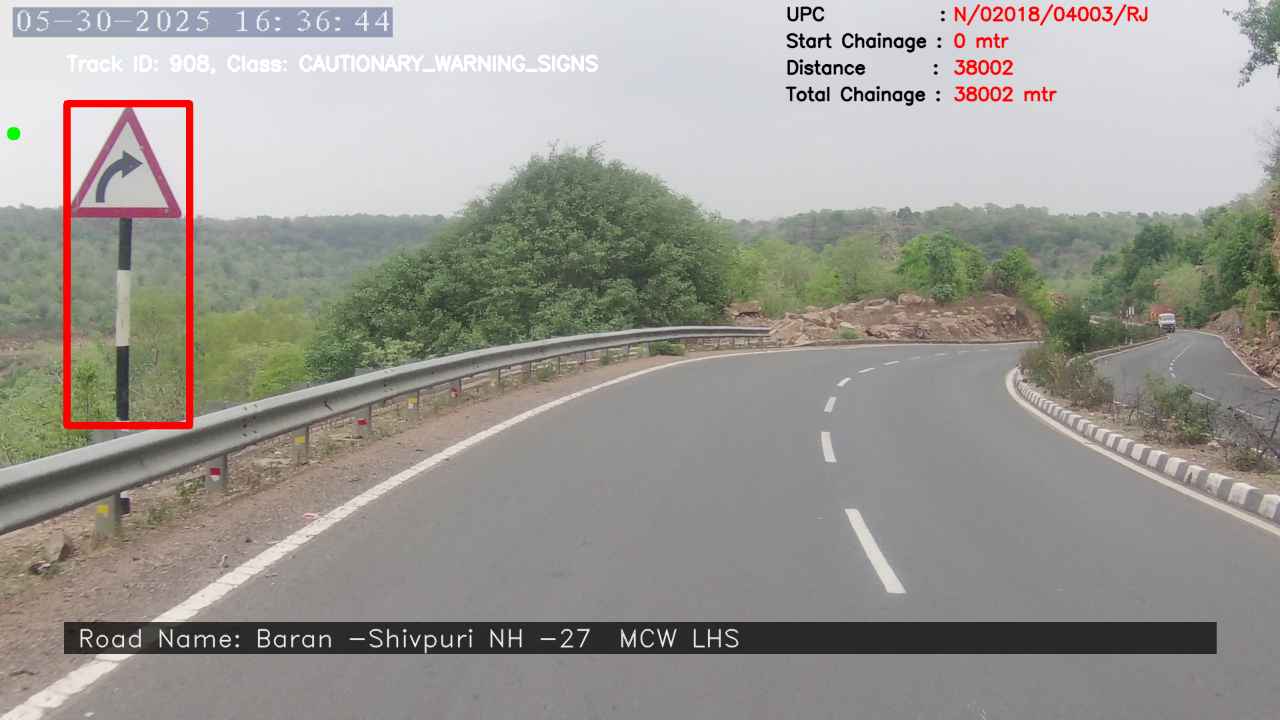 05-30-2025 16:36:44
UPC : N/02018/04003/RJ
Start Chainage : 0 mtr
Distance : 38002
Total Chainage : 38002 mtr
Track ID: 908, Class: CAUTIONARY_WARNING_SIGNS
Road Name: Baran -Shivpuri NH -27 MCW LHS